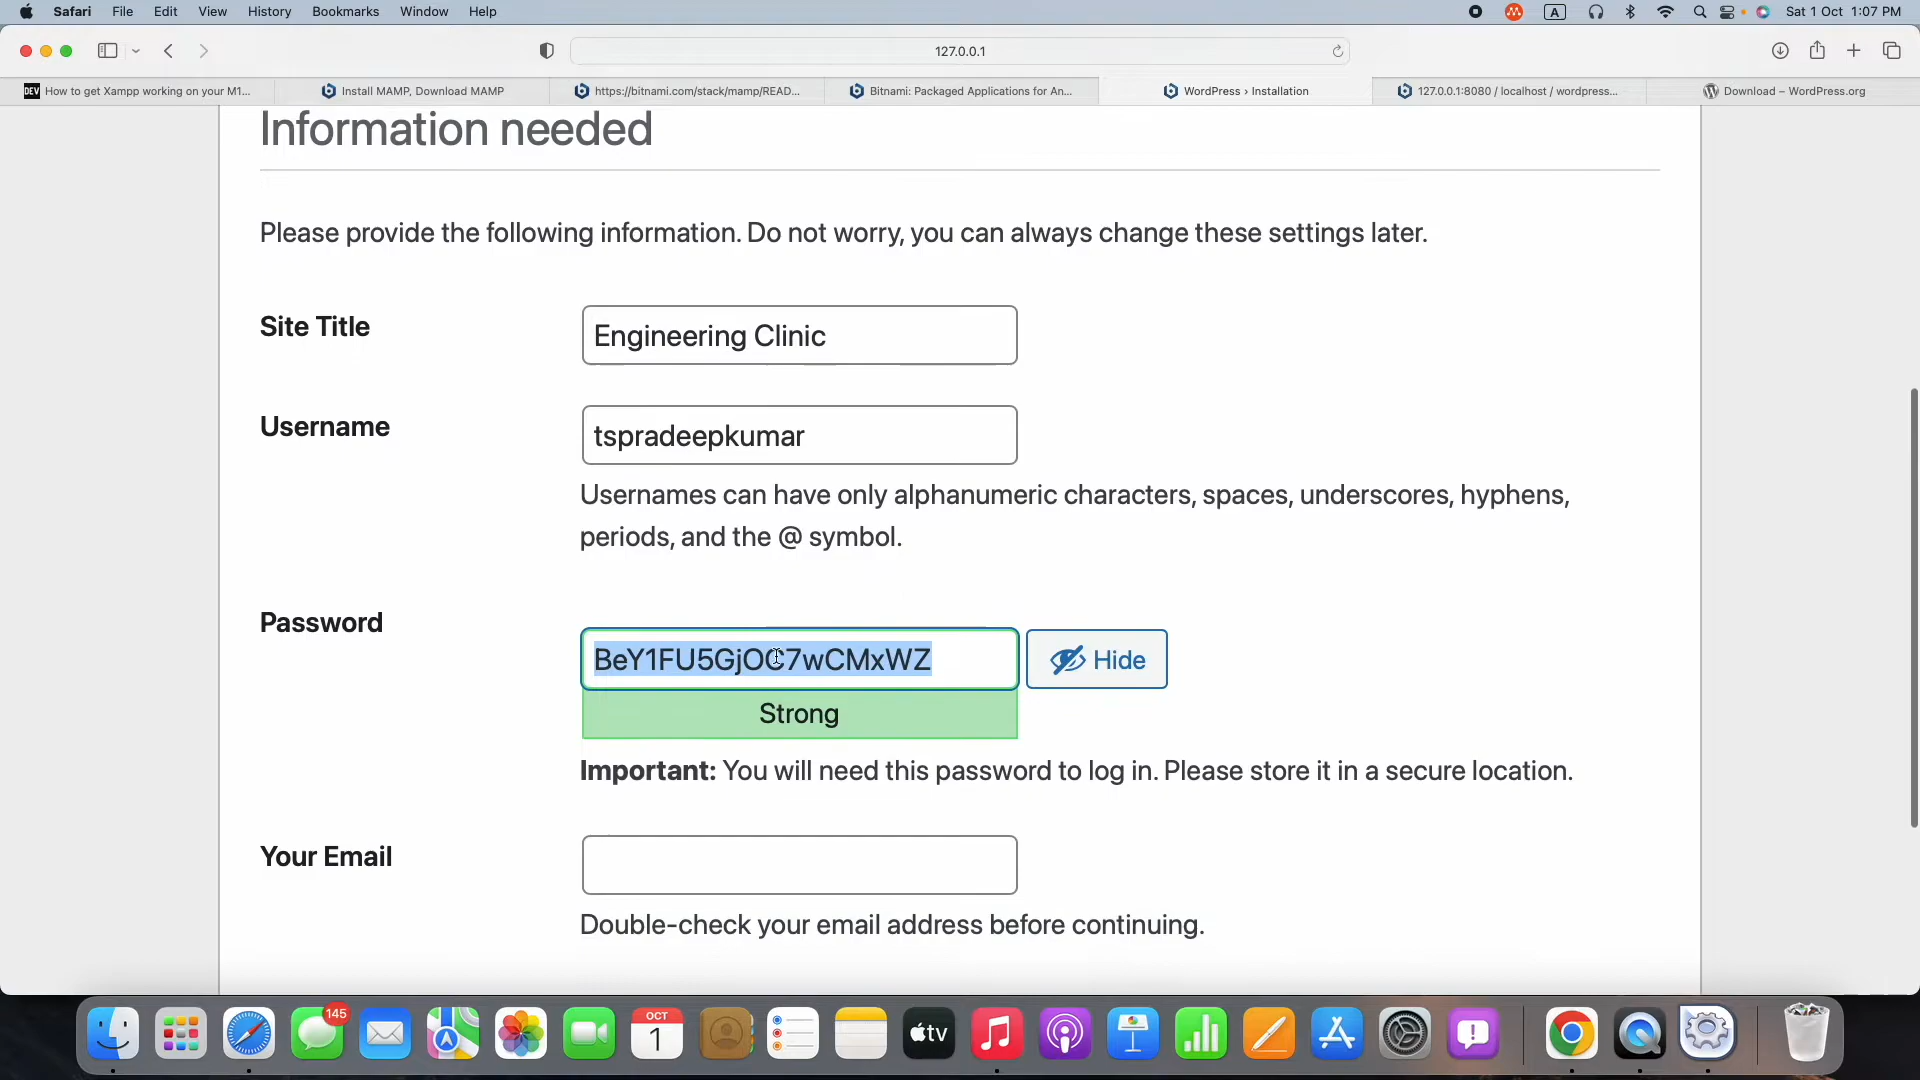 Safari File Edit View History Bookmarks Window Help
A
Sat 1 Oct 1:07 PM
127.0.0.1
DEV How to get Xampp working on your M1...
Install MAMP, Download MAMP
https://bitnami.com/stack/mamp/READ...
Bitnami: Packaged Applications for An...
WordPress › Installation
127.0.0.1:8080 / localhost / wordpress...
Download – WordPress.org
Information needed
Please provide the following information. Do not worry, you can always change these settings later.
Site Title
Engineering Clinic
Username
tspradeepkumar
Usernames can have only alphanumeric characters, spaces, underscores, hyphens,
periods, and the @ symbol.
Password
BeY1FU5GjOC7wCMxWZ
Hide
Strong
Important: You will need this password to log in. Please store it in a secure location.
Your Email
Double-check your email address before continuing.
145
OCT
1
tv